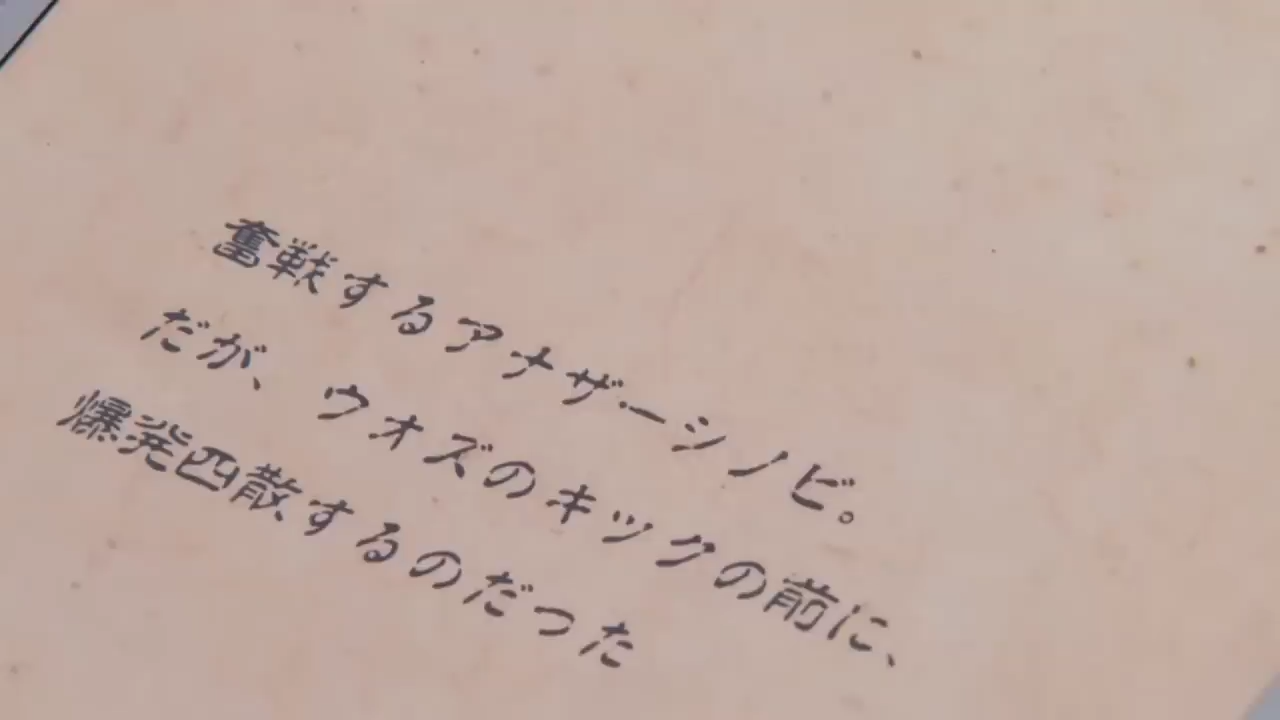 奮戦するアナザーシノビ。
だが、ウオズのキックの前に、
爆発四散するのだった